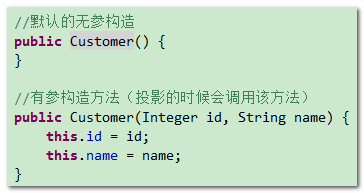 //默认的无参构造
public Customer() {
}
//有参构造方法（投影的时候会调用该方法）
public Customer(Integer id, String name) {
this.id = id;
this.name = name;
}